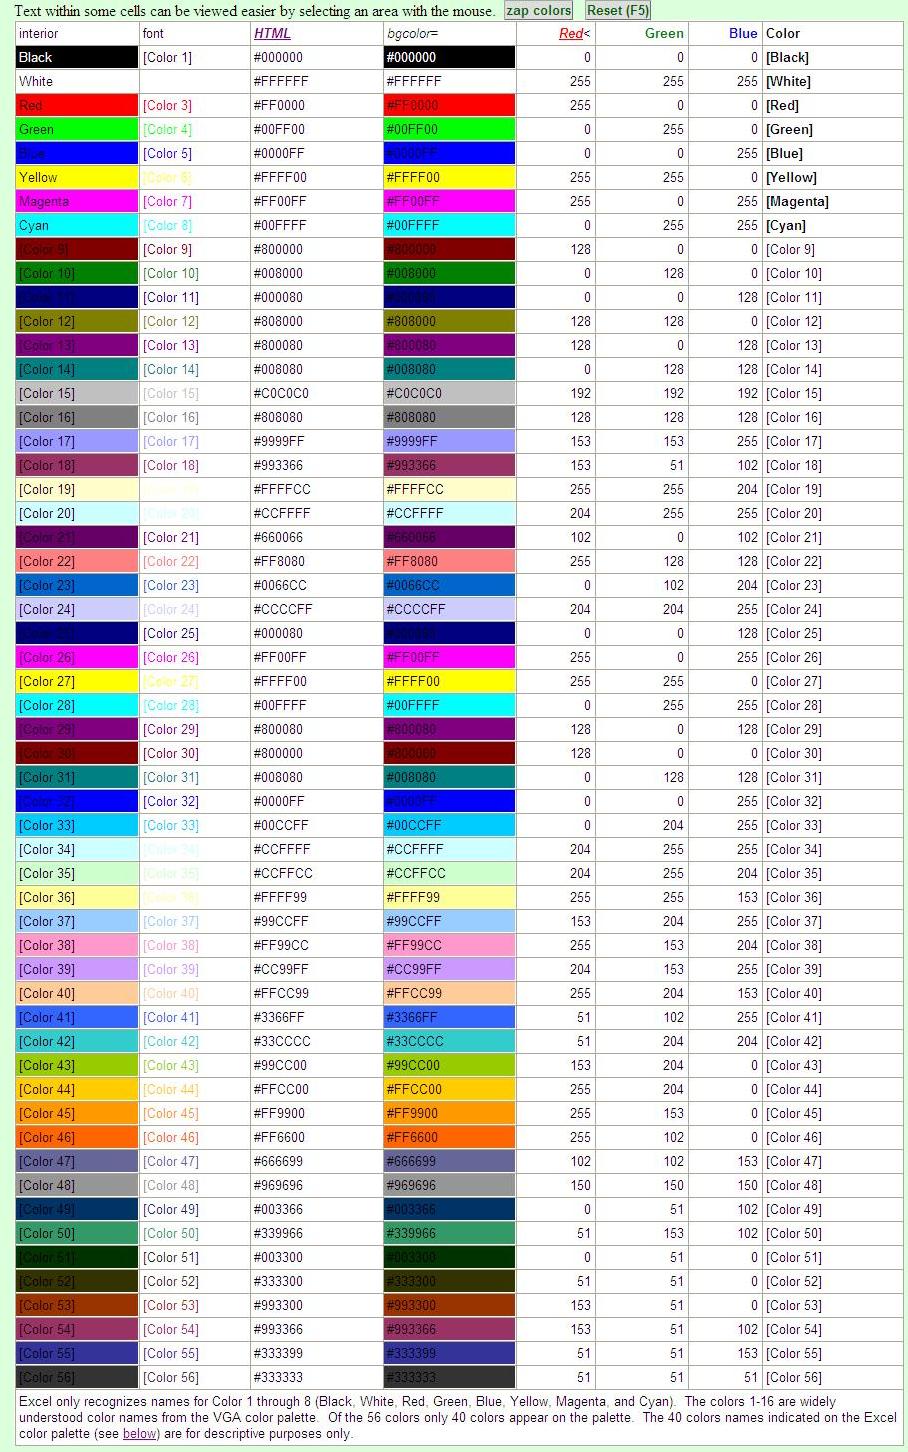 Text within some cells can be viewed easier by selecting an area with the mouse. zap colors Reset (F5)
interior font HTML bgcolor= Red< Green Blue Color
Black [Color 1] #000000 #000000 0 0 0 [Black]
White #FFFFFF #FFFFFF 255 255 255 [White]
Red [Color 3] #FF0000 #FF0000 255 0 0 [Red]
Green [Color 4] #00FF00 #00FF00 0 255 0 [Green]
Blue [Color 5] #0000FF #0000FF 0 0 255 [Blue]
Yellow [Color 6] #FFFF00 #FFFF00 255 255 0 [Yellow]
Magenta [Color 7] #FF00FF #FF00FF 255 0 255 [Magenta]
Cyan [Color 8] #00FFFF #00FFFF 0 255 255 [Cyan]
[Color 9] [Color 9] #800000 #800000 128 0 0 [Color 9]
[Color 10] [Color 10] #008000 #008000 0 128 0 [Color 10]
[Color 11] [Color 11] #000080 #000080 0 0 128 [Color 11]
[Color 12] [Color 12] #808000 #808000 128 128 0 [Color 12]
[Color 13] [Color 13] #800080 #800080 128 0 128 [Color 13]
[Color 14] [Color 14] #008080 #008080 0 128 128 [Color 14]
[Color 15] [Color 15] #C0C0C0 #C0C0C0 192 192 192 [Color 15]
[Color 16] [Color 16] #808080 #808080 128 128 128 [Color 16]
[Color 17] [Color 17] #9999FF #9999FF 153 153 255 [Color 17]
[Color 18] [Color 18] #993366 #993366 153 51 102 [Color 18]
[Color 19] #FFFFCC #FFFFCC 255 255 204 [Color 19]
[Color 20] [Color 20] #CCFFFF #CCFFFF 204 255 255 [Color 20]
[Color 21] [Color 21] #660066 #660066 102 0 102 [Color 21]
[Color 22] [Color 22] #FF8080 #FF8080 255 128 128 [Color 22]
[Color 23] [Color 23] #0066CC #0066CC 0 102 204 [Color 23]
[Color 24] [Color 24] #CCCCFF #CCCCFF 204 204 255 [Color 24]
[Color 25] [Color 25] #000080 #000080 0 0 128 [Color 25]
[Color 26] [Color 26] #FF00FF #FF00FF 255 0 255 [Color 26]
[Color 27] [Color 27] #FFFF00 #FFFF00 255 255 0 [Color 27]
[Color 28] [Color 28] #00FFFF #00FFFF 0 255 255 [Color 28]
[Color 29] [Color 29] #800080 #800080 128 0 128 [Color 29]
[Color 30] [Color 30] #800000 #800000 128 0 0 [Color 30]
[Color 31] [Color 31] #008080 #008080 0 128 128 [Color 31]
[Color 32] [Color 32] #0000FF #0000FF 0 0 255 [Color 32]
[Color 33] [Color 33] #00CCFF #00CCFF 0 204 255 [Color 33]
[Color 34] [Color 34] #CCFFFF #CCFFFF 204 255 255 [Color 34]
[Color 35] [Color 35] #CCFFCC #CCFFCC 204 255 204 [Color 35]
[Color 36] [Color 36] #FFFF99 #FFFF99 255 255 153 [Color 36]
[Color 37] [Color 37] #99CCFF #99CCFF 153 204 255 [Color 37]
[Color 38] [Color 38] #FF99CC #FF99CC 255 153 204 [Color 38]
[Color 39] [Color 39] #CC99FF #CC99FF 204 153 255 [Color 39]
[Color 40] [Color 40] #FFCC99 #FFCC99 255 204 153 [Color 40]
[Color 41] [Color 41] #3366FF #3366FF 51 102 255 [Color 41]
[Color 42] [Color 42] #33CCCC #33CCCC 51 204 204 [Color 42]
[Color 43] [Color 43] #99CC00 #99CC00 153 204 0 [Color 43]
[Color 44] [Color 44] #FFCC00 #FFCC00 255 204 0 [Color 44]
[Color 45] [Color 45] #FF9900 #FF9900 255 153 0 [Color 45]
[Color 46] [Color 46] #FF6600 #FF6600 255 102 0 [Color 46]
[Color 47] [Color 47] #666699 #666699 102 102 153 [Color 47]
[Color 48] [Color 48] #969696 #969696 150 150 150 [Color 48]
[Color 49] [Color 49] #003366 #003366 0 51 102 [Color 49]
[Color 50] [Color 50] #339966 #339966 51 153 102 [Color 50]
[Color 51] [Color 51] #003300 #003300 0 51 0 [Color 51]
[Color 52] [Color 52] #333300 #333300 51 51 0 [Color 52]
[Color 53] [Color 53] #993300 #993300 153 51 0 [Color 53]
[Color 54] [Color 54] #993366 #993366 153 51 102 [Color 54]
[Color 55] [Color 55] #333399 #333399 51 51 153 [Color 55]
[Color 56] [Color 56] #333333 #333333 51 51 51 [Color 56]
Excel only recognizes names for Color 1 through 8 (Black, White, Red, Green, Blue, Yellow, Magenta, and Cyan). The colors 1-16 are widely
understood color names from the VGA color palette. Of the 56 colors only 40 colors appear on the palette. The 40 colors names indicated on the Excel
color palette (see below) are for descriptive purposes only.